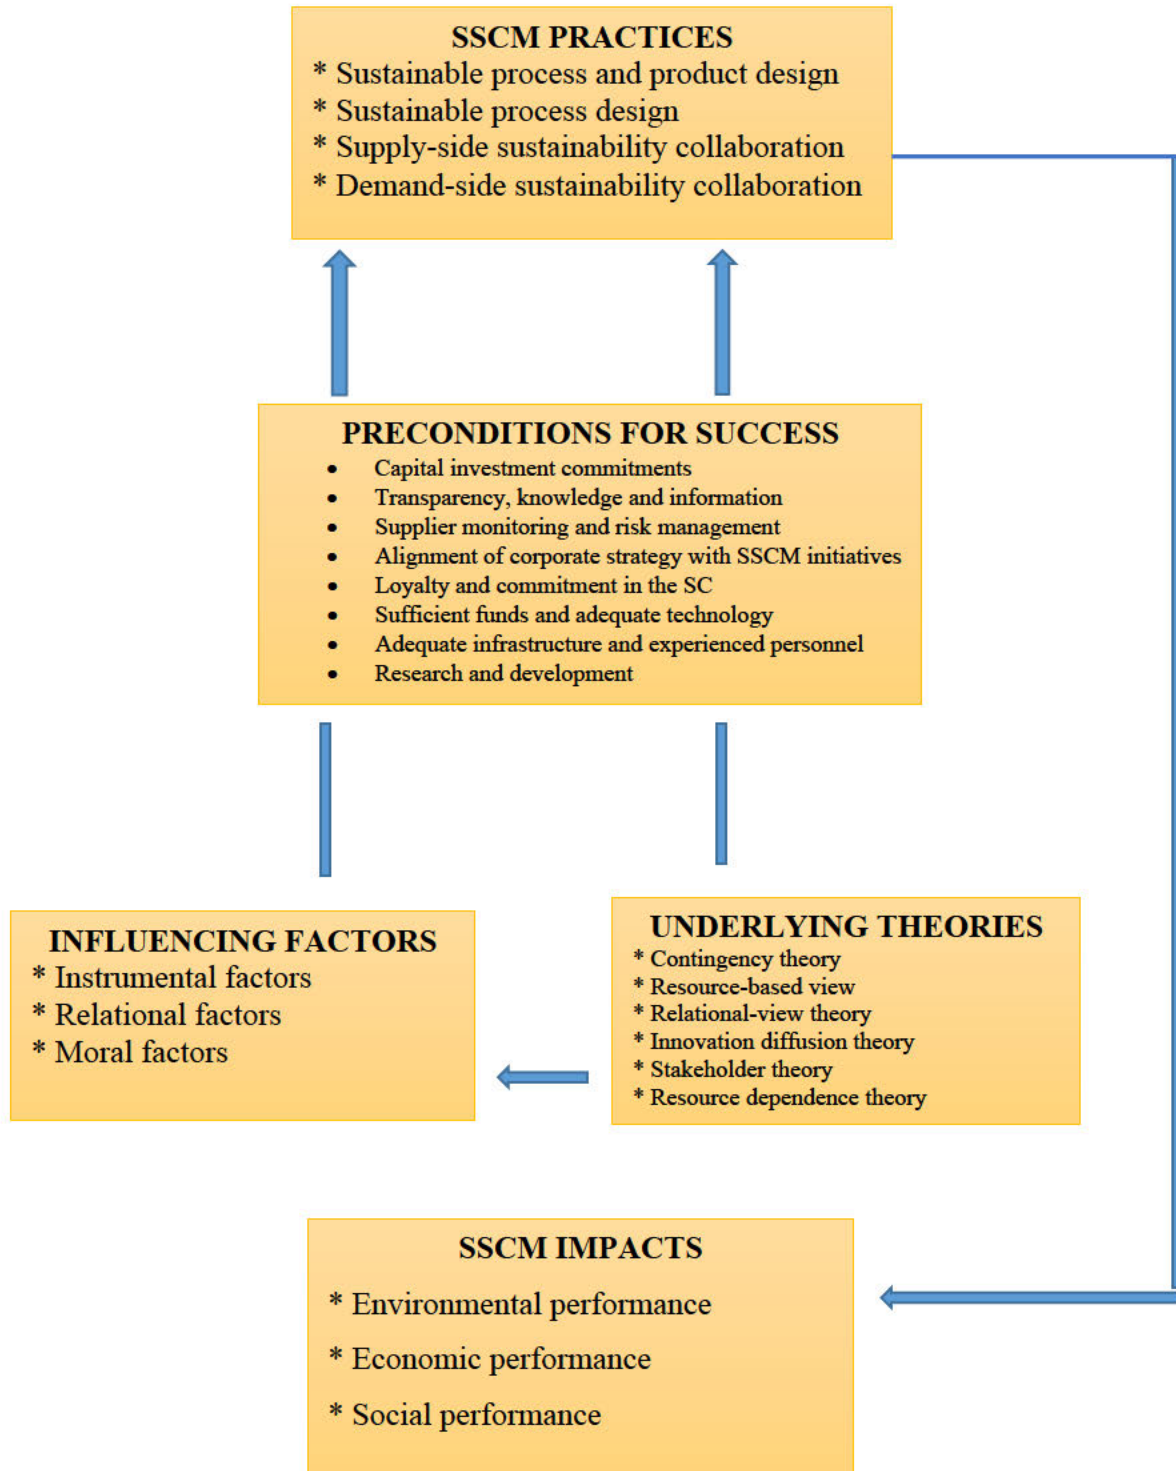 SSCM PRACTICES
* Sustainable process and product design
* Sustainable process design
* Supply-side sustainability collaboration
* Demand-side sustainability collaboration
PRECONDITIONS FOR SUCCESS
• Capital investment commitments
• Transparency, knowledge and information
• Supplier monitoring and risk management
• Alignment of corporate strategy with SSCM initiatives
• Loyalty and commitment in the SC
• Sufficient funds and adequate technology
• Adequate infrastructure and experienced personnel
• Research and development
INFLUENCING FACTORS
* Instrumental factors
* Relational factors
* Moral factors
UNDERLYING THEORIES
* Contingency theory
* Resource-based view
* Relational-view theory
* Innovation diffusion theory
* Stakeholder theory
* Resource dependence theory
SSCM IMPACTS
* Environmental performance
* Economic performance
* Social performance